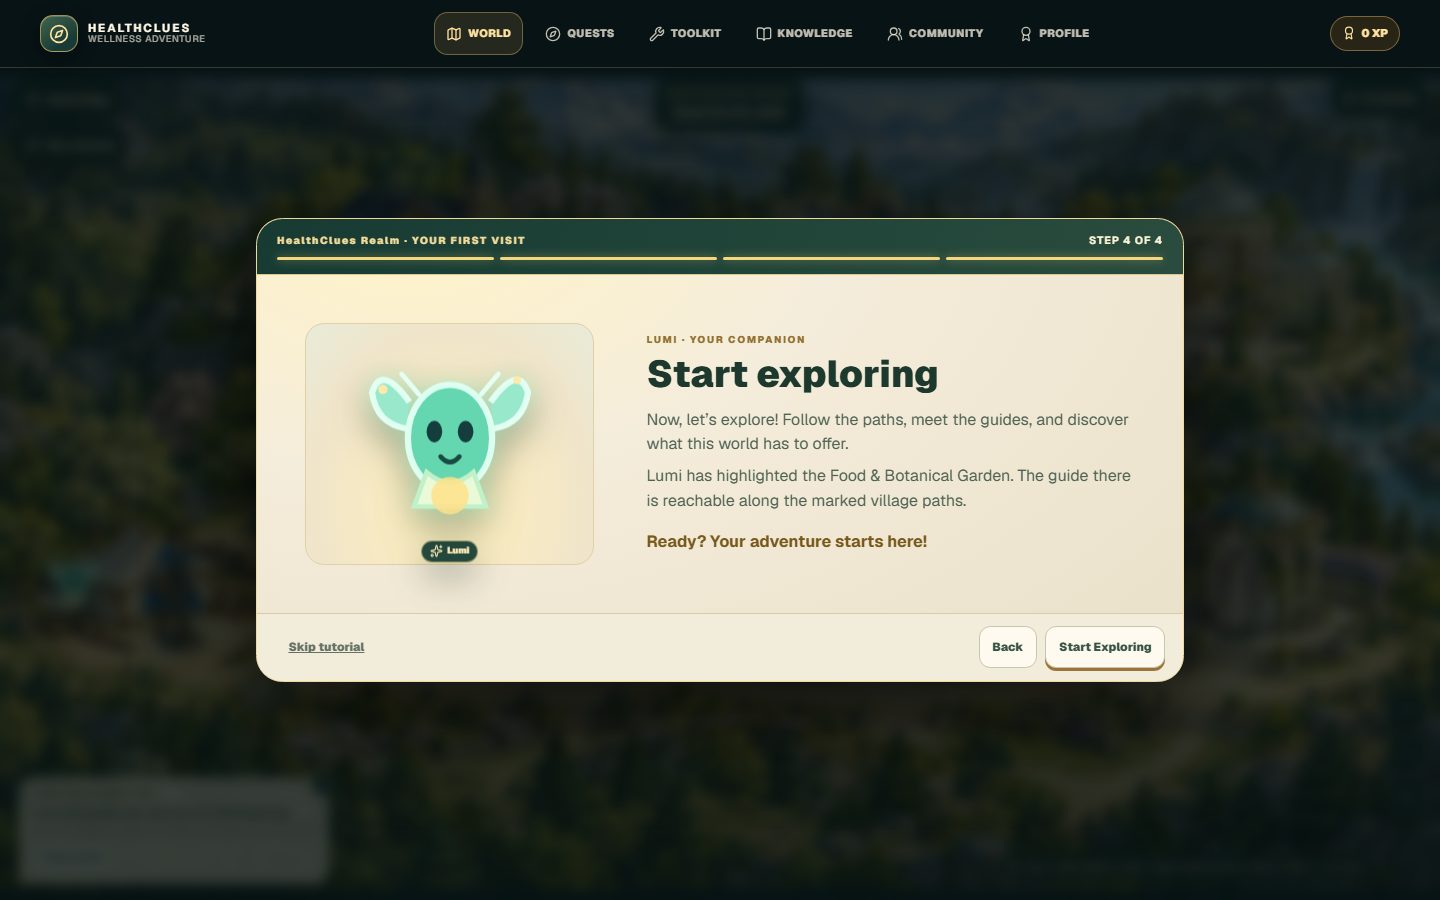 HEALTHCLUES
WELLNESS ADVENTURE
WORLD
QUESTS
TOOLKIT
KNOWLEDGE
COMMUNITY
PROFILE
0 XP
HealthClues Realm · YOUR FIRST VISIT
STEP 4 OF 4
LUMI · YOUR COMPANION
Start exploring
Now, let’s explore! Follow the paths, meet the guides, and discover
what this world has to offer.
Lumi has highlighted the Food & Botanical Garden. The guide there
is reachable along the marked village paths.
Ready? Your adventure starts here!
Lumi
Skip tutorial
Back
Start Exploring